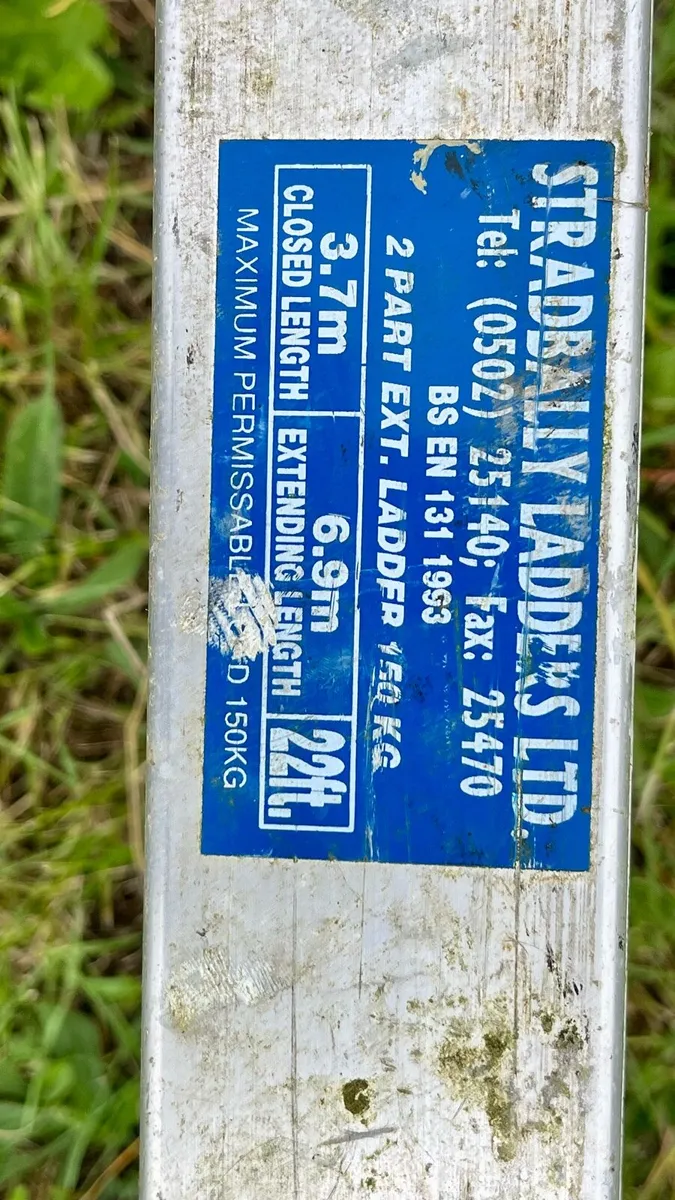 STRADBALLY LADDERS LTD.
Tel: (0502) 25140; Fax: 25470
BS EN 131 1993
2 PART EXT. LADDER 150 KG
3.7m 6.9m 22ft.
CLOSED LENGTH EXTENDING LENGTH
MAXIMUM PERMISSABLE 150KG